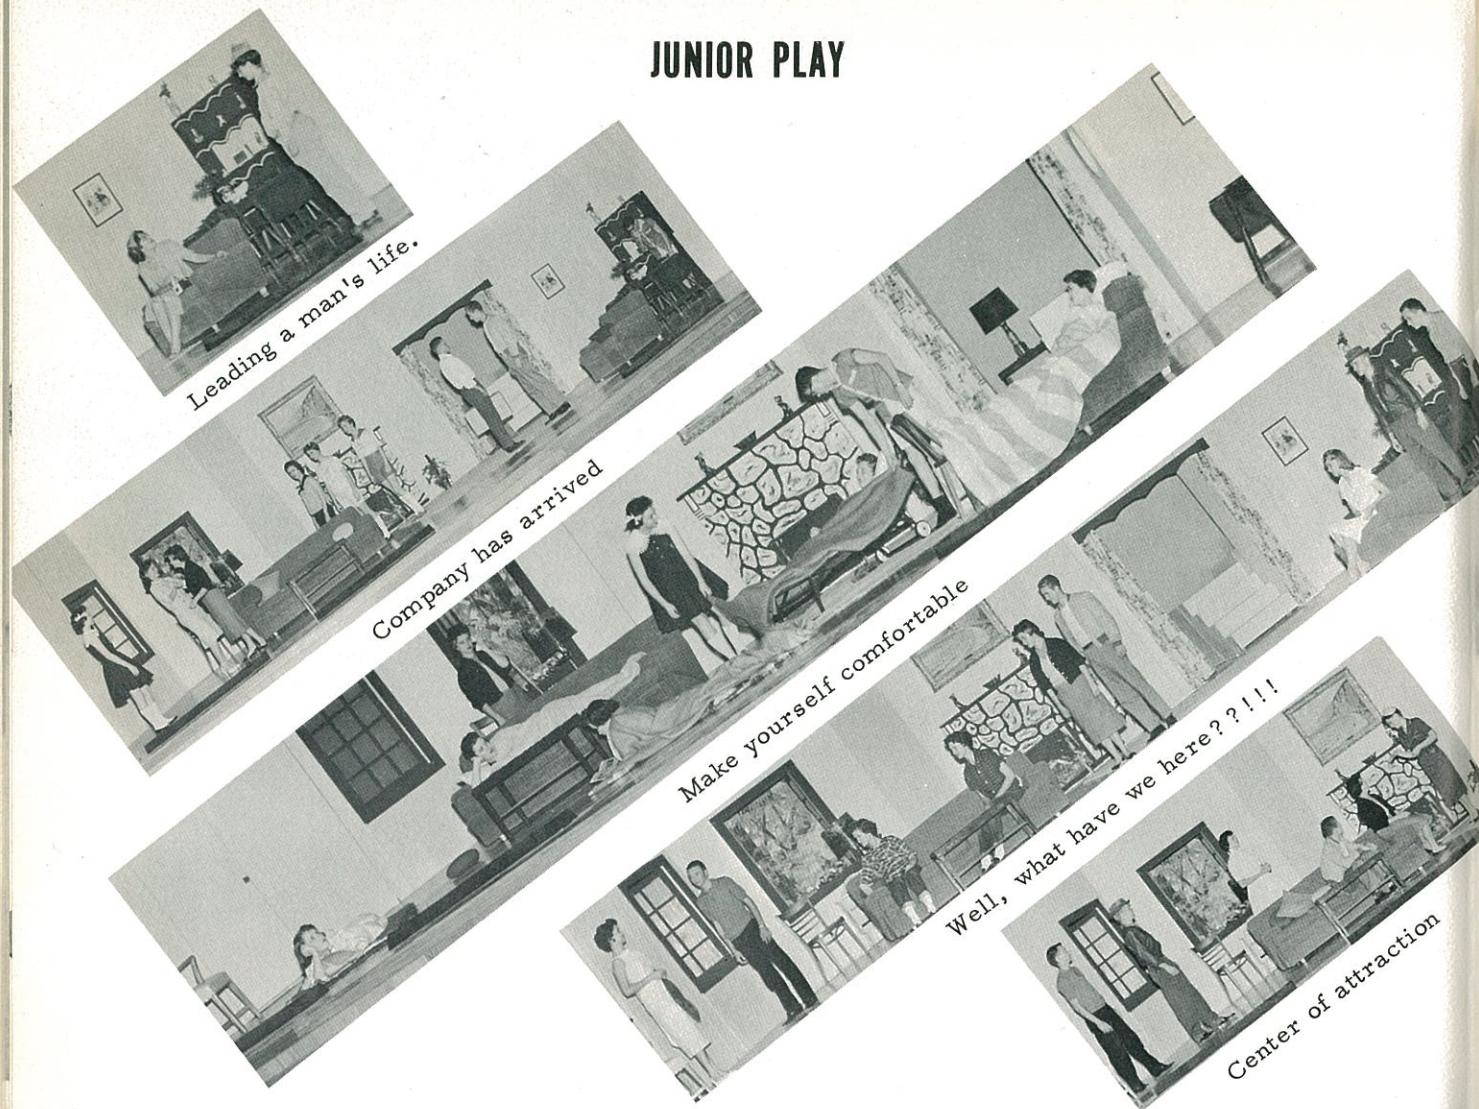 JUNIOR PLAY
Leading a man's life.
Company has arrived
Make yourself comfortable
Well, what have we here??!!!
Center of attraction